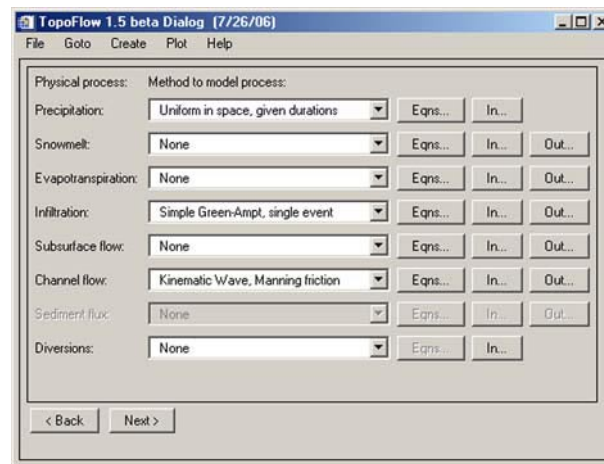 TopoFlow 1.5 beta Dialog (7/26/06)
File Goto Create Plot Help
Physical process: Method to model process:
Precipitation: Uniform in space, given durations Eqns... In...
Snowmelt: None Eqns... In... Out...
Evapotranspiration: None Eqns... In... Out...
Infiltration: Simple Green-Ampt, single event Eqns... In... Out...
Subsurface flow: None Eqns... In... Out...
Channel flow: Kinematic Wave, Manning friction Eqns... In... Out...
Sediment flux: None Eqns... In... Out...
Diversions: None Eqns... In...
< Back Next >